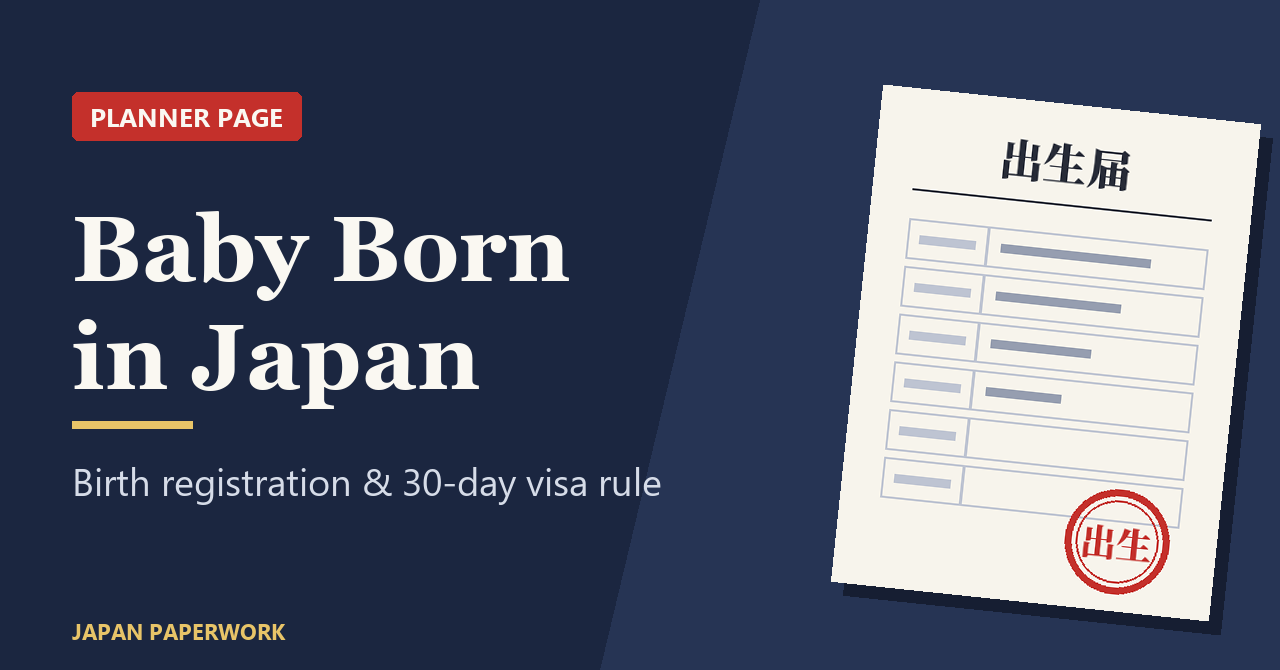 PLANNER PAGE
Baby Born
in Japan
Birth registration & 30-day visa rule
JAPAN PAPERWORK
出生届
出生